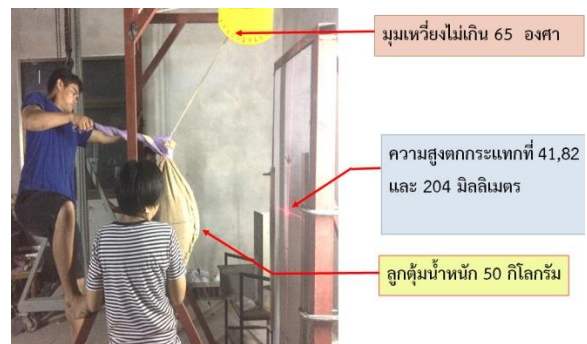 มุมเหวี่ยงไม่เกิน 65 องศา
ความสูงตกกระแทกที่ 41,82
และ 204 มิลลิเมตร
ลูกตุ้มน้ำหนัก 50 กิโลกรัม